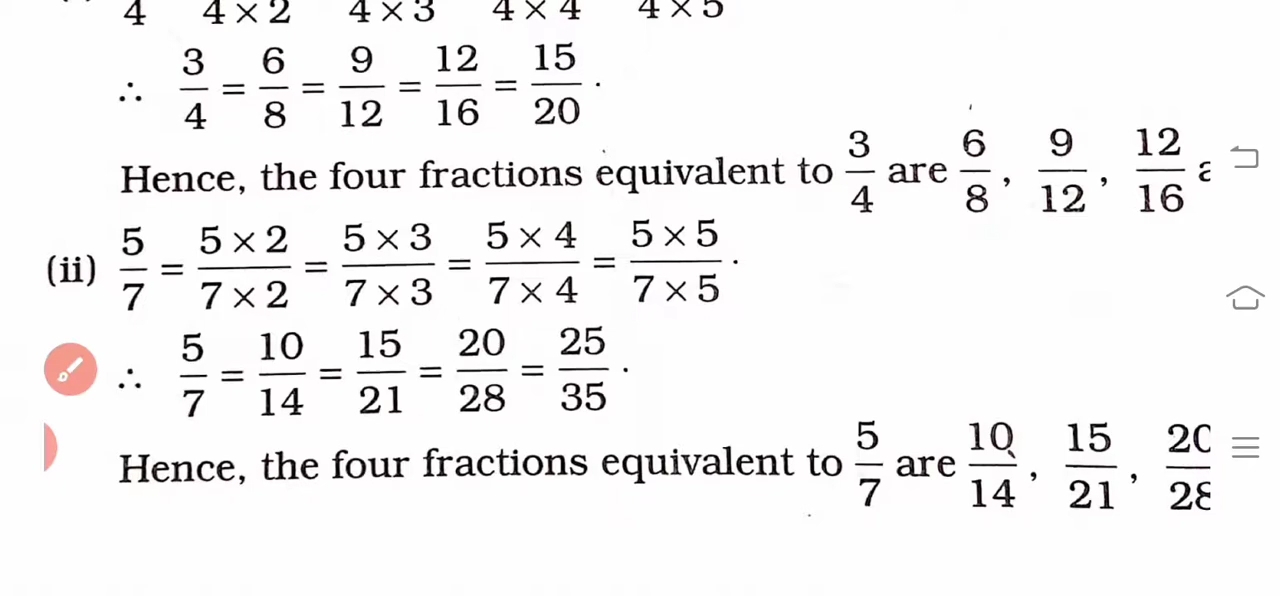 4 4 × 2 4 × 3 4 × 4 4 × 5
∴ 3/4 = 6/8 = 9/12 = 12/16 = 15/20 .
Hence, the four fractions equivalent to 3/4 are 6/8 , 9/12 , 12/16
(ii) 5/7 = 5 × 2/7 × 2 = 5 × 3/7 × 3 = 5 × 4/7 × 4 = 5 × 5/7 × 5 .
∴ 5/7 = 10/14 = 15/21 = 20/28 = 25/35 .
Hence, the four fractions equivalent to 5/7 are 10/14 , 15/21 , 20/28